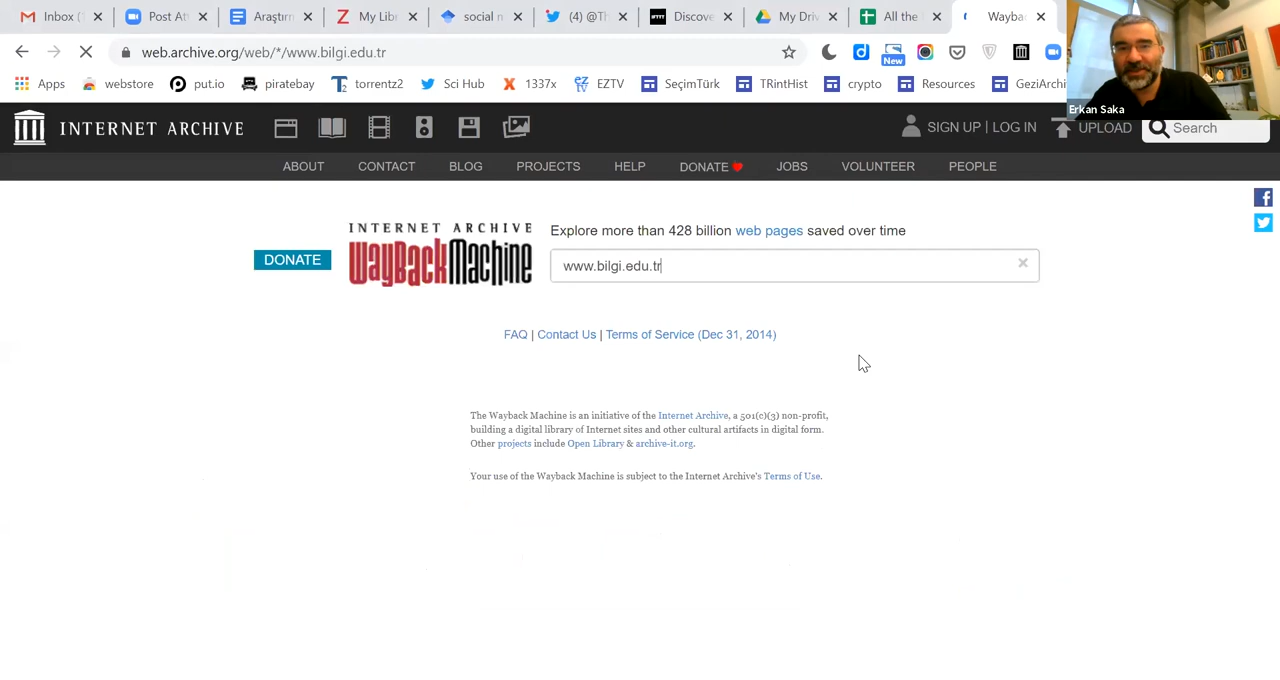 Inbox (
Post At
Araştırn
My Libr
social n
(4) @Th
Discove
My Driv
All the
Wayba
web.archive.org/web/*/www.bilgi.edu.tr
New
Apps
webstore
put.io
piratebay
torrentz2
Sci Hub
1337x
EZTV
SeçimTürk
TRintHist
crypto
Resources
GeziArchi
Erkan Saka
INTERNET ARCHIVE
SIGN UP | LOG IN
UPLOAD
Search
ABOUT
CONTACT
BLOG
PROJECTS
HELP
DONATE
JOBS
VOLUNTEER
PEOPLE
DONATE
INTERNET ARCHIVE
WayBackMachine
Explore more than 428 billion web pages saved over time
www.bilgi.edu.tr
FAQ | Contact Us | Terms of Service (Dec 31, 2014)
The Wayback Machine is an initiative of the Internet Archive, a 501(c)(3) non-profit,
building a digital library of Internet sites and other cultural artifacts in digital form.
Other projects include Open Library & archive-it.org.
Your use of the Wayback Machine is subject to the Internet Archive's Terms of Use.